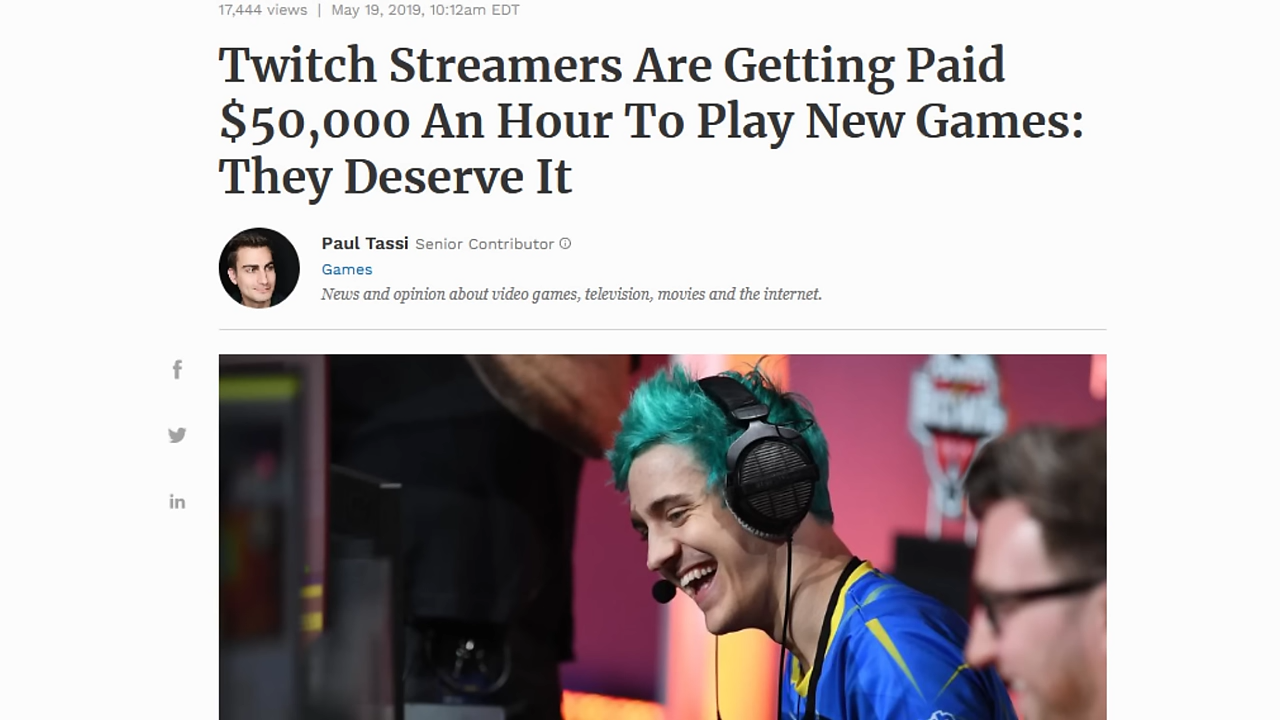 17,444 views | May 19, 2019, 10:12am EDT
Twitch Streamers Are Getting Paid
$50,000 An Hour To Play New Games:
They Deserve It
Paul Tassi Senior Contributor
Games
News and opinion about video games, television, movies and the internet.
f
in